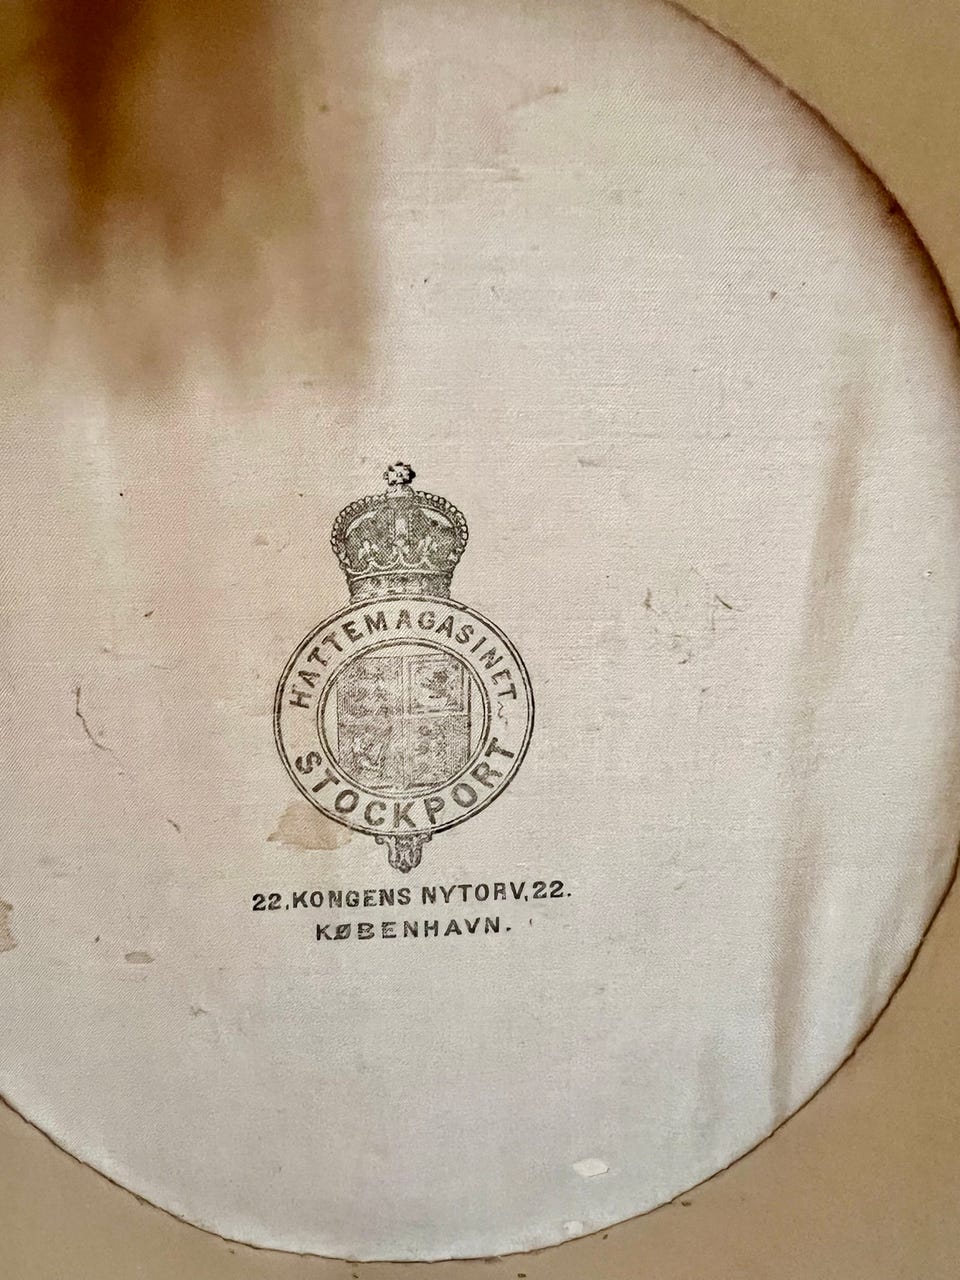 HATTEMAGASINET
STOCKPORT
22.KONGENS NYTORV,22.
KØBENHAVN.